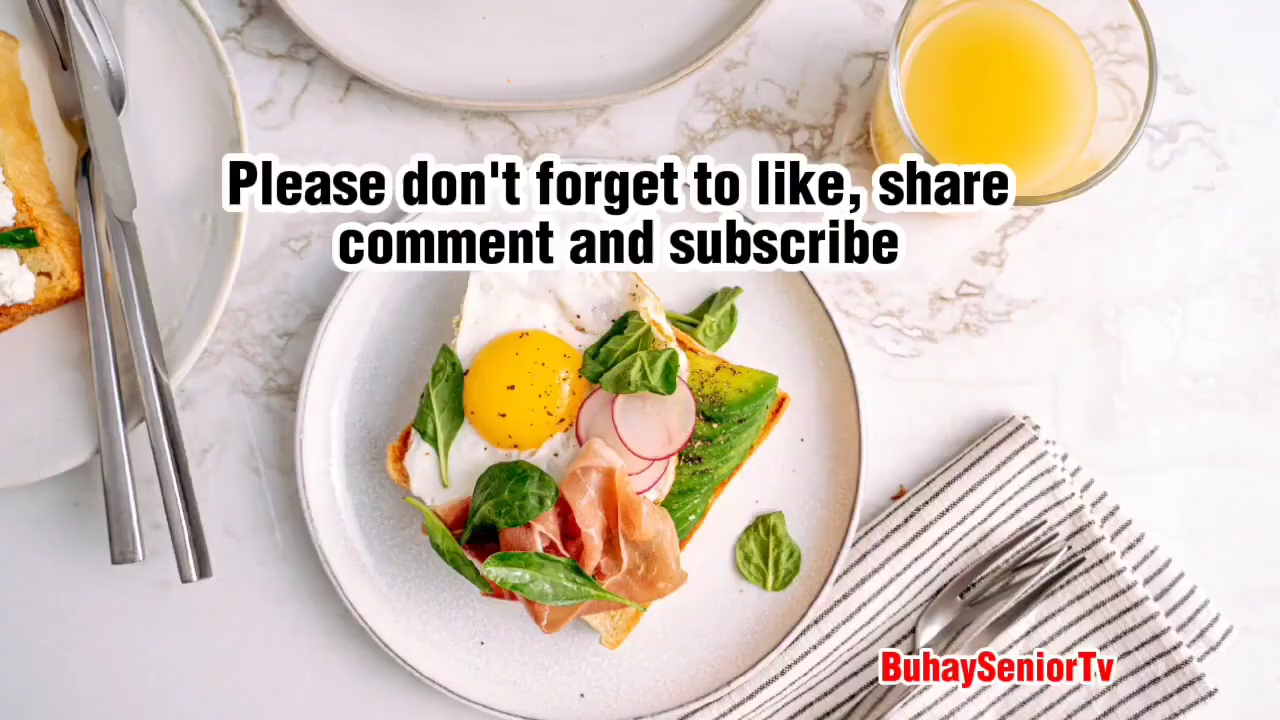 Please don't forget to like, share
comment and subscribe
BuhaySeniorTv